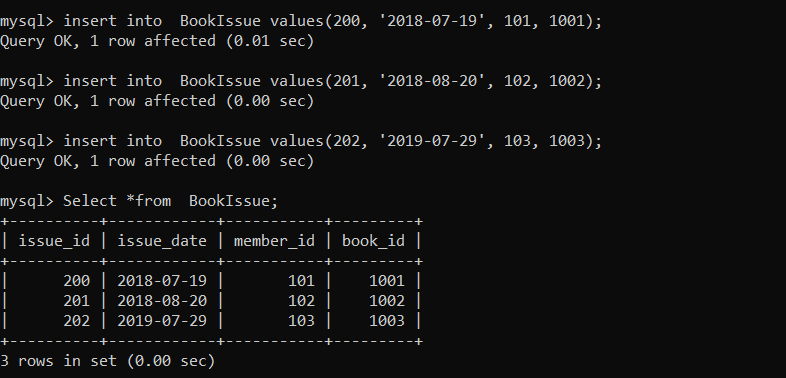 mysql> insert into  BookIssue values(200, '2018-07-19', 101, 1001);
Query OK, 1 row affected (0.01 sec)
mysql> insert into  BookIssue values(201, '2018-08-20', 102, 1002);
Query OK, 1 row affected (0.00 sec)
mysql> insert into  BookIssue values(202, '2019-07-29', 103, 1003);
Query OK, 1 row affected (0.00 sec)
mysql> Select *from  BookIssue;
+----------+------------+-----------+---------+
| issue_id | issue_date | member_id | book_id |
+----------+------------+-----------+---------+
|      200 | 2018-07-19 |       101 |    1001 |
|      201 | 2018-08-20 |       102 |    1002 |
|      202 | 2019-07-29 |       103 |    1003 |
+----------+------------+-----------+---------+
3 rows in set (0.00 sec)